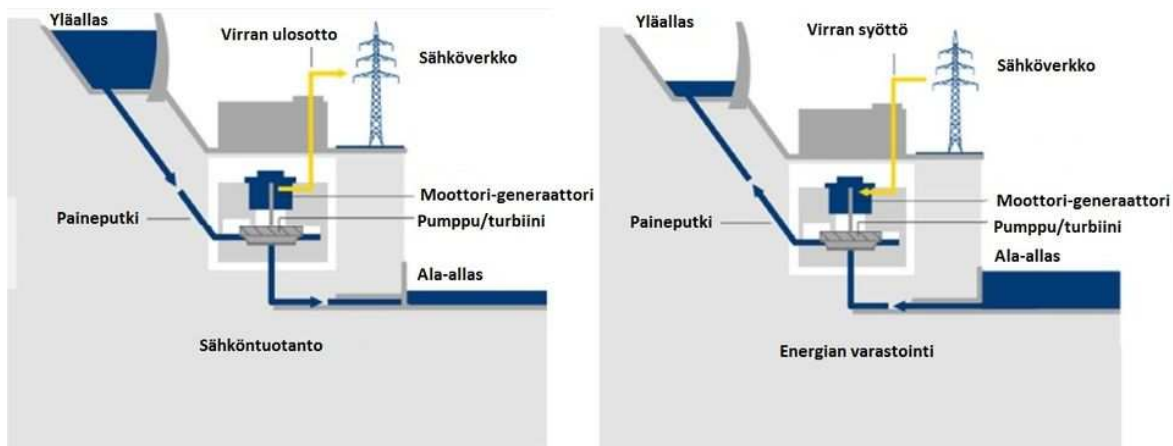 Yläallas
Virran ulosotto
Sähköverkko
Moottori-generaattori
Paineputki
Pumppu/turbiini
Ala-allas
Sähköntuotanto
Yläallas
Virran syöttö
Sähköverkko
Moottori-generaattori
Paineputki
Pumppu/turbiini
Ala-allas
Energian varastointi